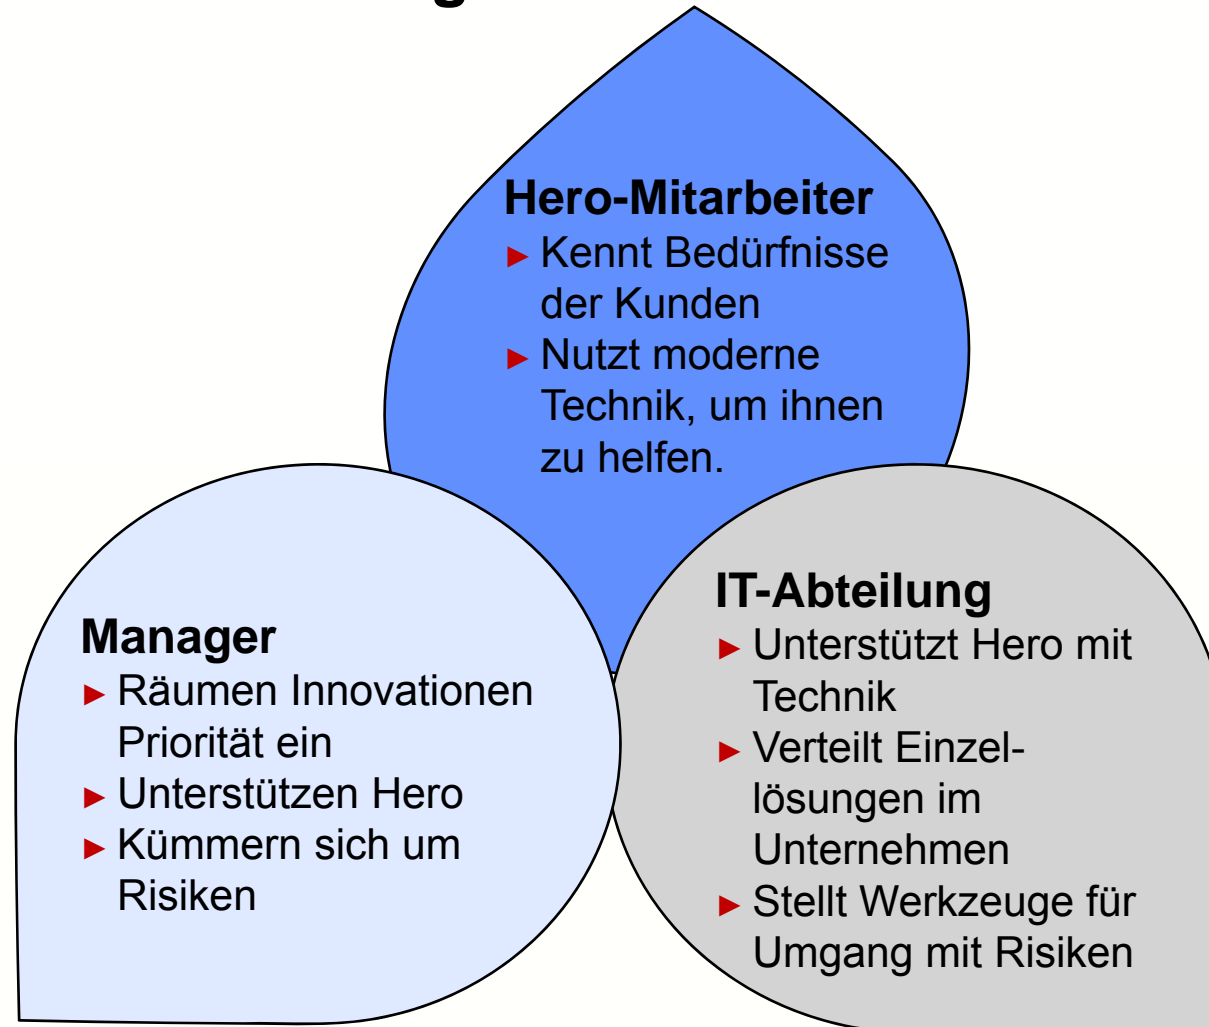 Hero-Mitarbeiter
► Kennt Bedürfnisse
der Kunden
► Nutzt moderne
Technik, um ihnen
zu helfen.
Manager
► Räumen Innovationen
Priorität ein
► Unterstützen Hero
► Kümmern sich um
Risiken
IT-Abteilung
► Unterstützt Hero mit
Technik
► Verteilt Einzel-
lösungen im
Unternehmen
► Stellt Werkzeuge für
Umgang mit Risiken